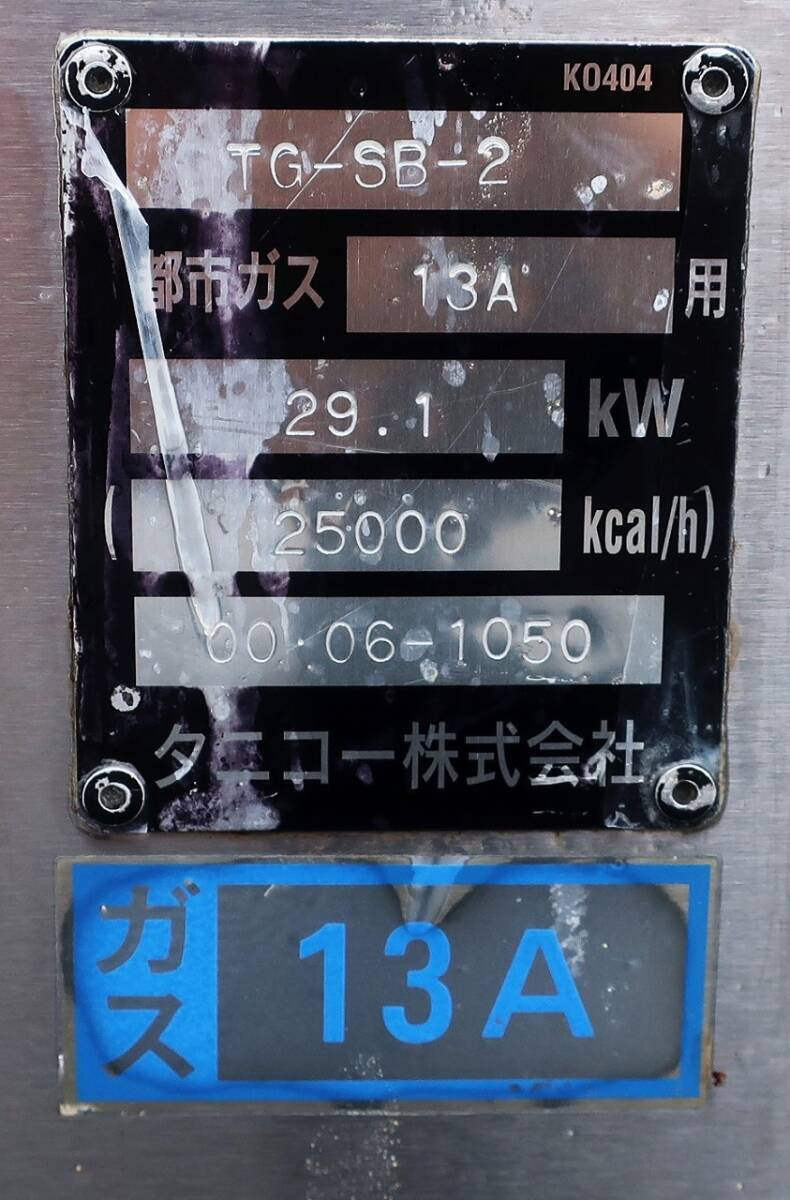 KO404
TG-SB-2
都市ガス 13A 用
29.1 kW
( 25000 kcal/h)
00.06-1050
タニコー株式会社
ガス 13A